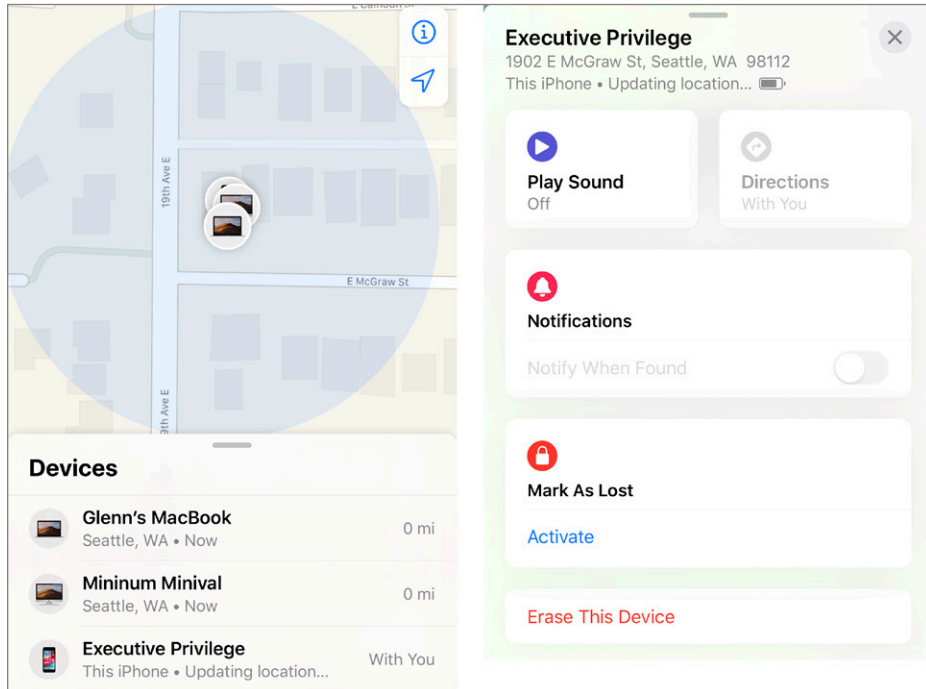 E Calhoun St
19th Ave E
E McGraw St
19th Ave E
Devices
Glenn's MacBook
Seattle, WA • Now
0 mi
Mininum Minival
Seattle, WA • Now
0 mi
Executive Privilege
This iPhone • Updating location...
With You
Executive Privilege
1902 E McGraw St, Seattle, WA 98112
This iPhone • Updating location...
Play Sound
Off
Directions
With You
Notifications
Notify When Found
Mark As Lost
Activate
Erase This Device